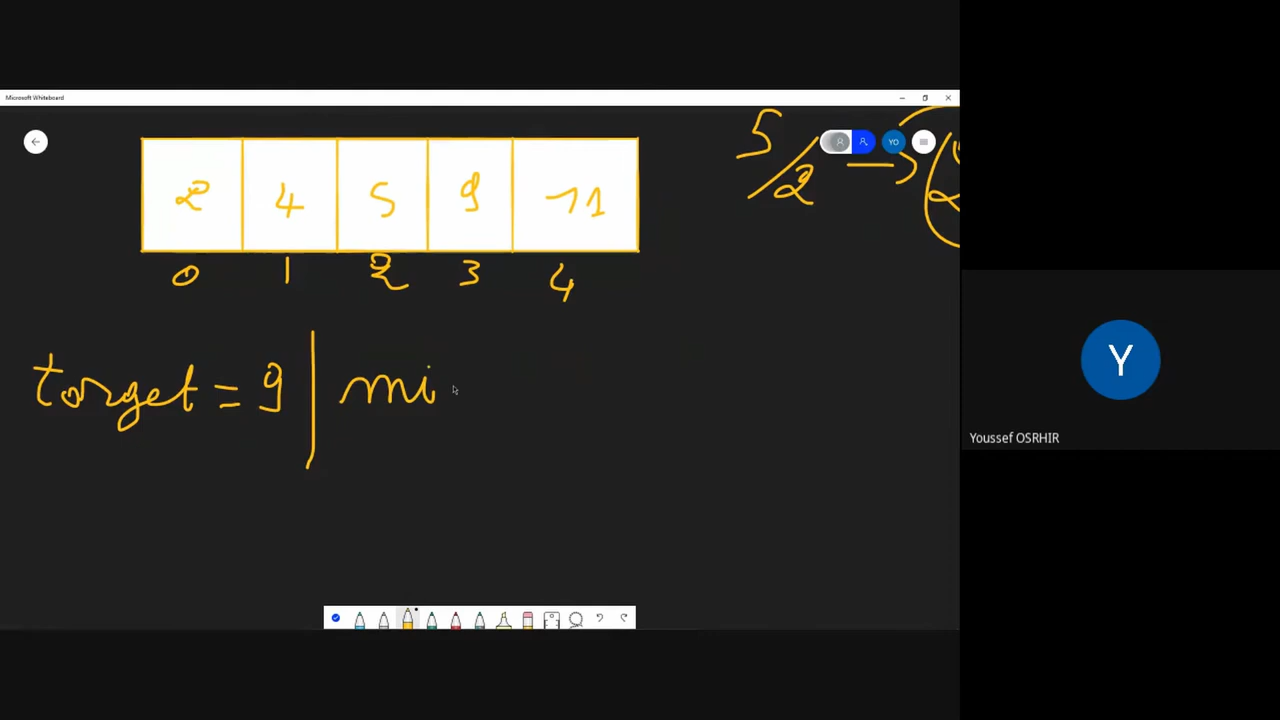 Microsoft Whiteboard
5/2 →
YO
2 4 5 9 11
0 1 2 3 4
target = 9 | mi
Y
Youssef OSRHIR